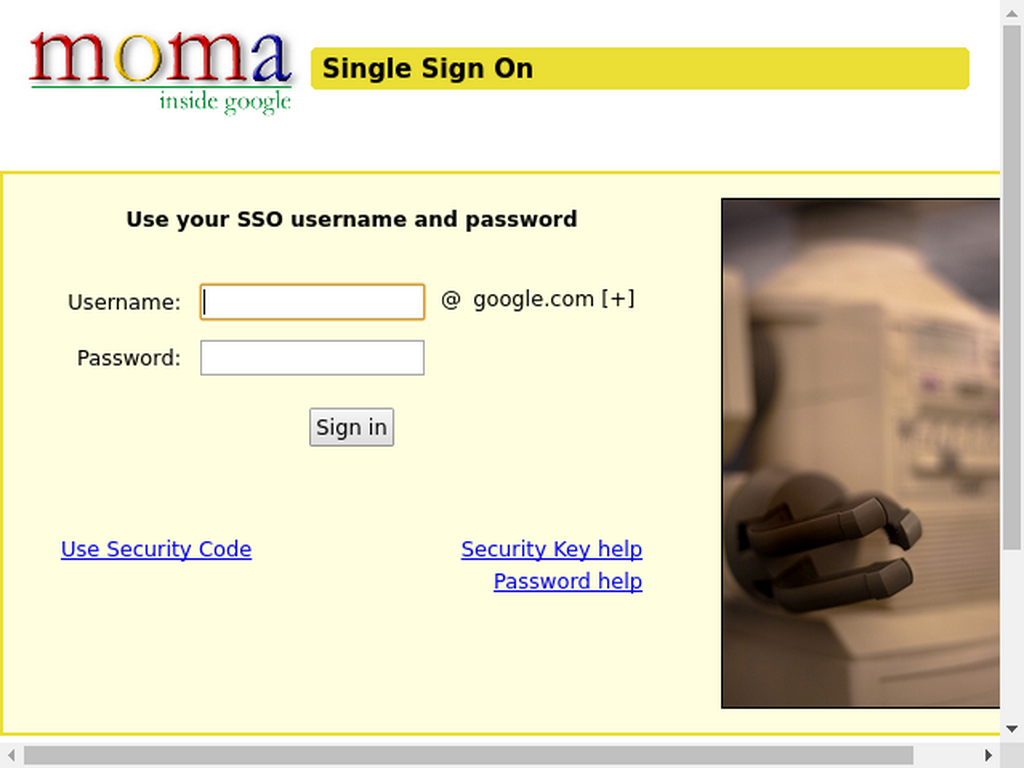 moma
inside google
Single Sign On
Use your SSO username and password
Username: @ google.com [+]
Password:
Sign in
Use Security Code
Security Key help
Password help